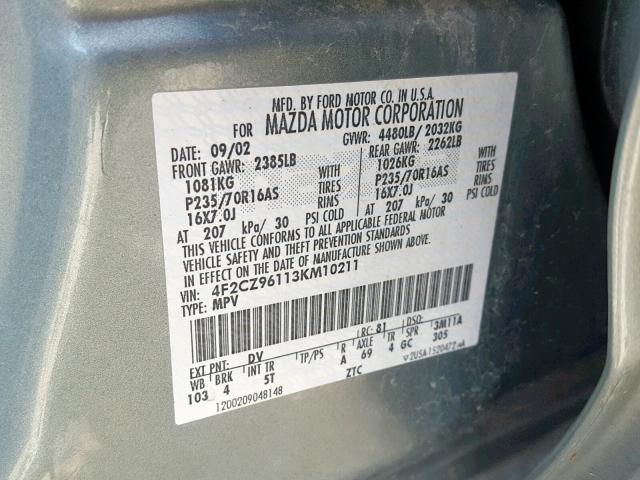 MFD. BY FORD MOTOR CO. IN U.S.A.
FOR MAZDA MOTOR CORPORATION
DATE: 09/02 GVWR: 4480LB/ 2032KG
FRONT GAWR: 2385LB REAR GAWR: 2262LB
1081KG WITH 1026KG WITH
P235/70R16AS TIRES P235/70R16AS TIRES
16X7.0J RIMS 16X7.0J RIMS
AT 207 kPa/ 30 PSI COLD AT 207 kPa/ 30 PSI COLD
THIS VEHICLE CONFORMS TO ALL APPLICABLE FEDERAL MOTOR
VEHICLE SAFETY AND THEFT PREVENTION STANDARDS
IN EFFECT ON THE DATE OF MANUFACTURE SHOWN ABOVE.
VIN: 4F2CZ96113KM10211
TYPE: MPV
EXT PNT: DV RC: 81 DSO:
WB BRK INT TR TP/PS R AXLE TR SPR 3M11A
103 4 5T A 69 4 GC 305
1200209048148 ZTC